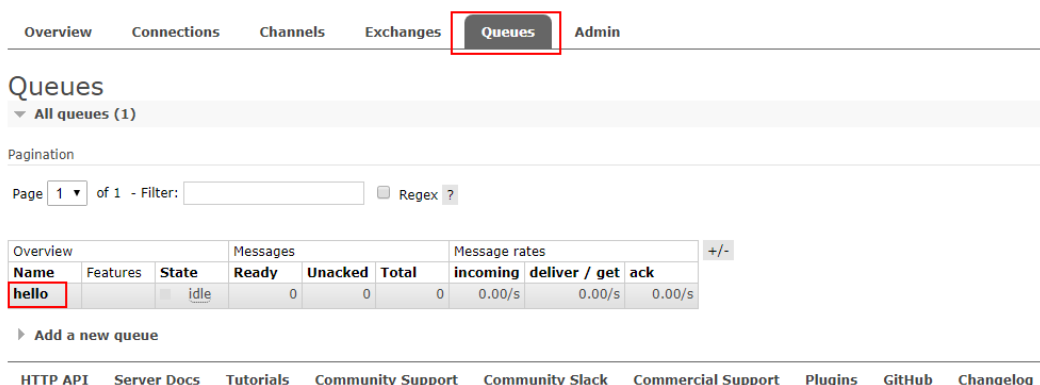 Overview Connections Channels Exchanges Queues Admin
Queues
All queues (1)
Pagination
Page 1 of 1 - Filter: Regex ?
Overview Messages Message rates +/-
Name Features State Ready Unacked Total incoming deliver / get ack
hello idle 0 0 0 0.00/s 0.00/s 0.00/s
Add a new queue
HTTP API Server Docs Tutorials Community Support Community Slack Commercial Support Plugins GitHub Changelog